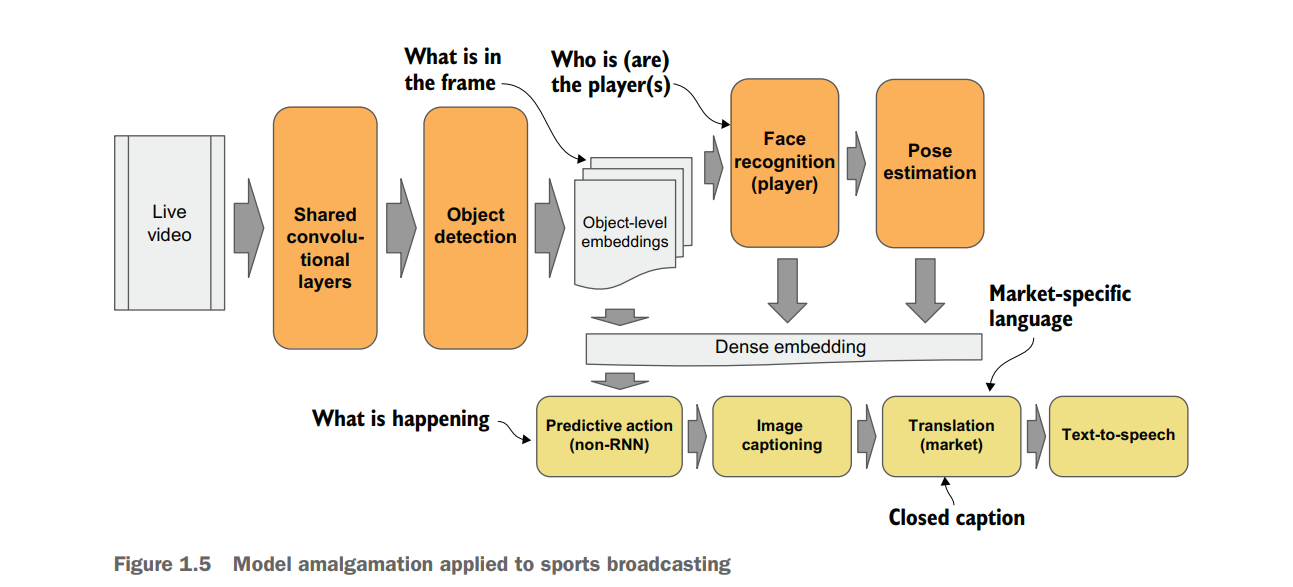 What is in
the frame
Who is (are)
the player(s)
Live
video
Shared
convolu-
tional
layers
Object
detection
Object-level
embeddings
Face
recognition
(player)
Pose
estimation
Market-specific
language
Dense embedding
What is happening
Predictive action
(non-RNN)
Image
captioning
Translation
(market)
Text-to-speech
Closed caption
Figure 1.5 Model amalgamation applied to sports broadcasting